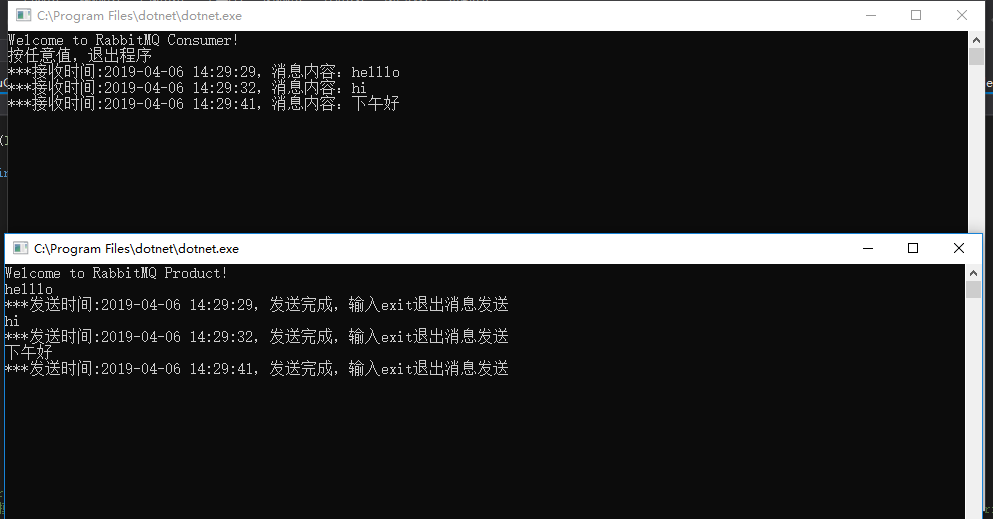 C:\Program Files\dotnet\dotnet.exe
Welcome to RabbitMQ Consumer!
按任意值，退出程序
***接收时间:2019-04-06 14:29:29，消息内容：helllo
***接收时间:2019-04-06 14:29:32，消息内容：hi
***接收时间:2019-04-06 14:29:41，消息内容：下午好
C:\Program Files\dotnet\dotnet.exe
Welcome to RabbitMQ Product!
helllo
***发送时间:2019-04-06 14:29:29，发送完成，输入exit退出消息发送
hi
***发送时间:2019-04-06 14:29:32，发送完成，输入exit退出消息发送
下午好
***发送时间:2019-04-06 14:29:41，发送完成，输入exit退出消息发送